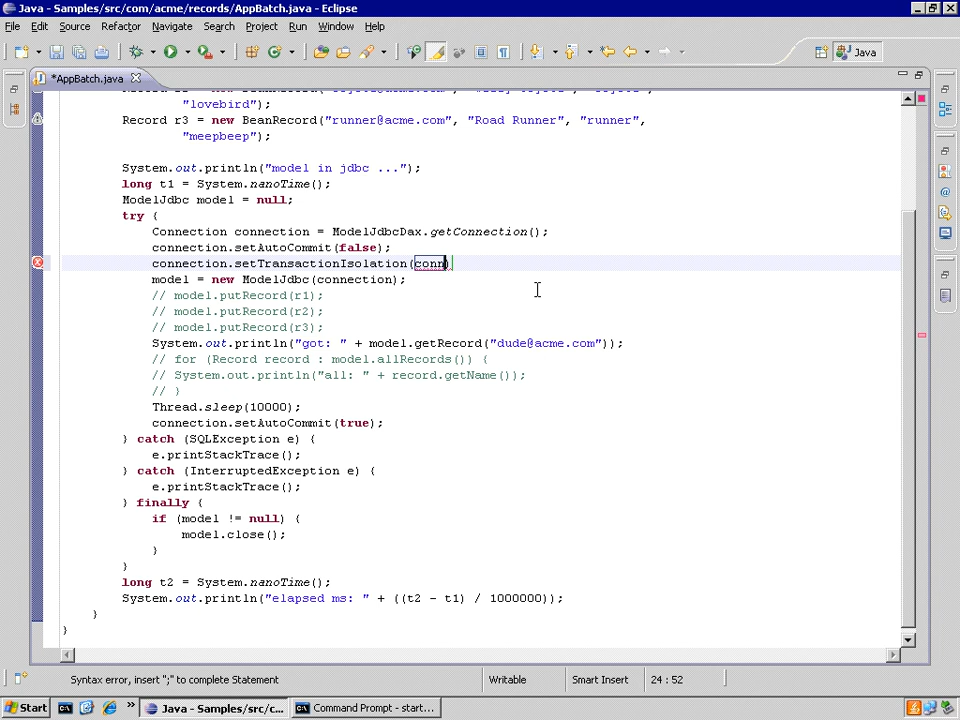 Java - Samples/src/com/acme/records/AppBatch.java - Eclipse
File Edit Source Refactor Navigate Search Project Run Window Help
Java
*AppBatch.java
"lovebird");
Record r3 = new BeanRecord("runner@acme.com", "Road Runner", "runner",
"meepbeep");
System.out.println("model in jdbc ...");
long t1 = System.nanoTime();
ModelJdbc model = null;
try {
Connection connection = ModelJdbcDax.getConnection();
connection.setAutoCommit(false);
connection.setTransactionIsolation(conn)
model = new ModelJdbc(connection);
// model.putRecord(r1);
// model.putRecord(r2);
// model.putRecord(r3);
System.out.println("got: " + model.getRecord("dude@acme.com"));
// for (Record record : model.allRecords()) {
// System.out.println("all: " + record.getName());
// }
Thread.sleep(10000);
connection.setAutoCommit(true);
} catch (SQLException e) {
e.printStackTrace();
} catch (InterruptedException e) {
e.printStackTrace();
} finally {
if (model != null) {
model.close();
}
}
long t2 = System.nanoTime();
System.out.println("elapsed ms: " + ((t2 - t1) / 1000000));
}
}
Syntax error, insert ";" to complete Statement Writable Smart Insert 24 : 52
Start » Java - Samples/src/c... Command Prompt - start...